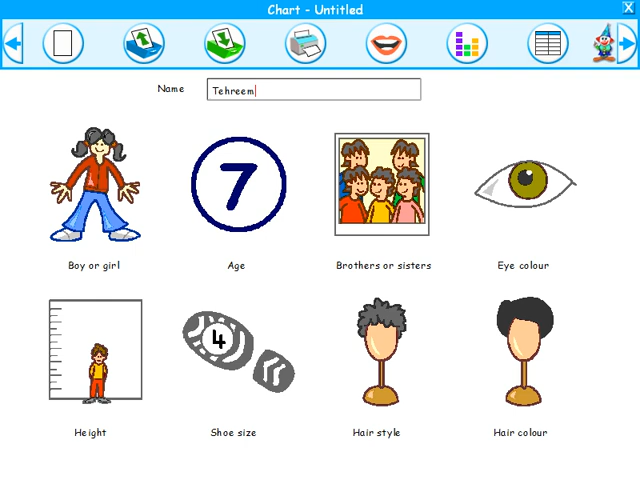 Chart - Untitled
X
Name Tehreem
7
Boy or girl Age Brothers or sisters Eye colour
4
Height Shoe size Hair style Hair colour